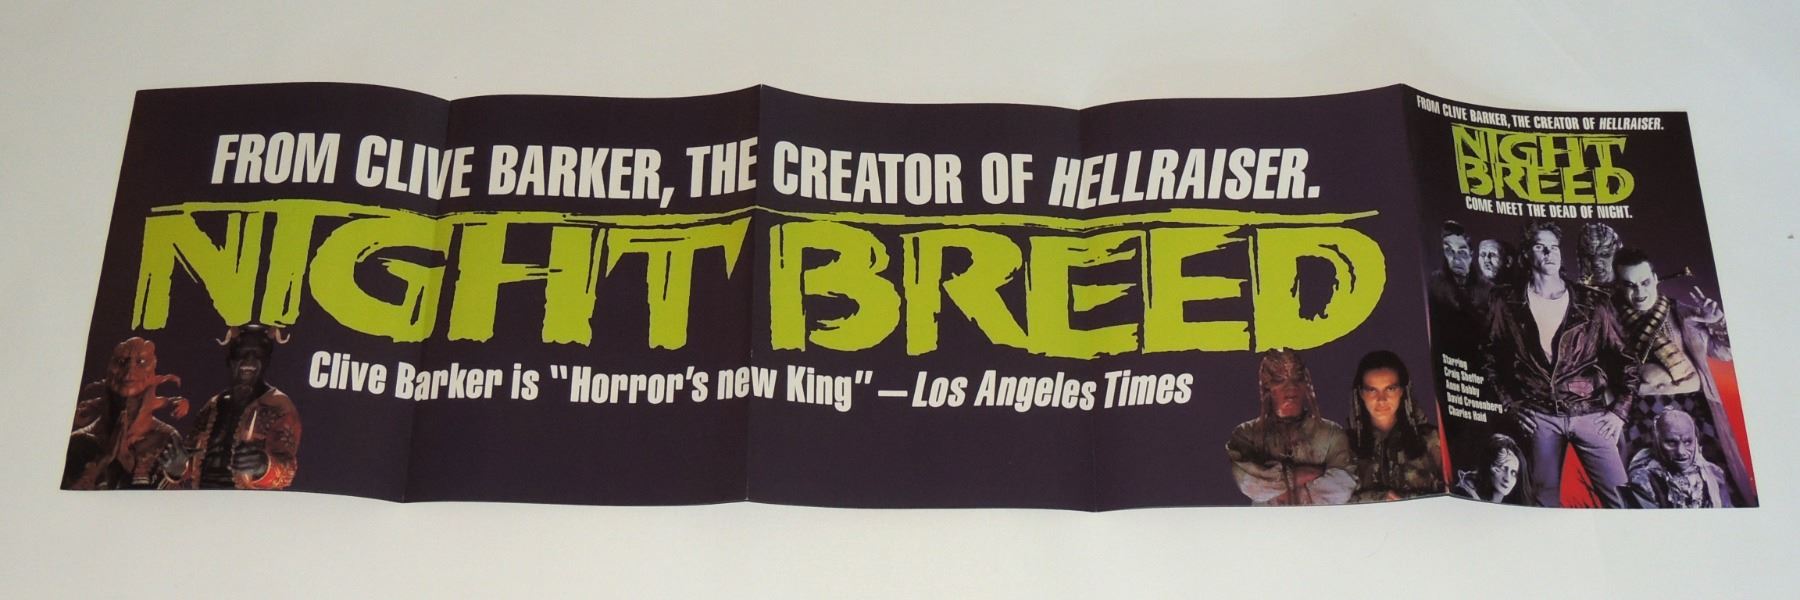 FROM CLIVE BARKER, THE CREATOR OF HELLRAISER.
NIGHT BREED
Clive Barker is "Horror's new King" — Los Angeles Times
FROM CLIVE BARKER, THE CREATOR OF HELLRAISER.
NIGHT
BREED
COME MEET THE DEAD OF NIGHT.
Starring
Craig Sheffer
Anne Bobby
David Cronenberg
Charles Haid